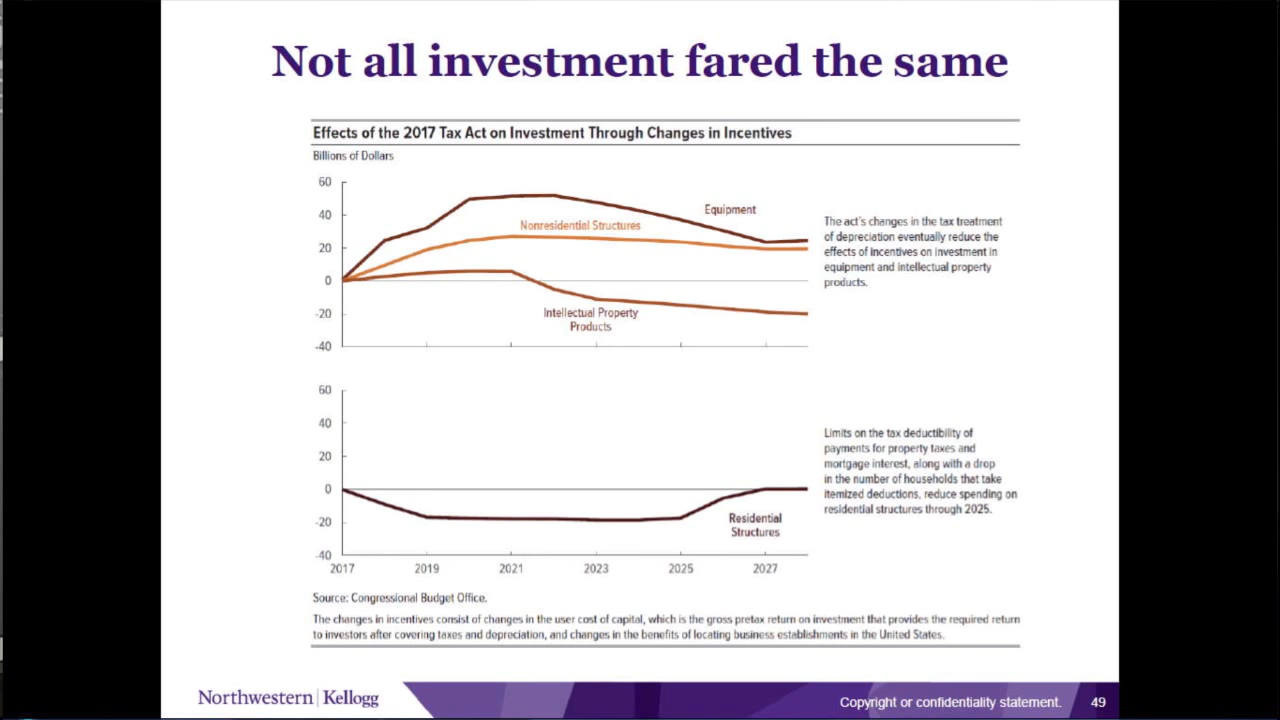 Not all investment fared the same
Effects of the 2017 Tax Act on Investment Through Changes in Incentives
Billions of Dollars
60
40
20
0
-20
-40
Equipment
Nonresidential Structures
Intellectual Property
Products
The act's changes in the tax treatment
of depreciation eventually reduce the
effects of incentives on investment in
equipment and intellectual property
products.
60
40
20
0
-20
-40
Residential
Structures
2017 2019 2021 2023 2025 2027
Limits on the tax deductibility of
payments for property taxes and
mortgage interest, along with a drop
in the number of households that take
itemized deductions, reduce spending on
residential structures through 2025.
Source: Congressional Budget Office.
The changes in incentives consist of changes in the user cost of capital, which is the gross pretax return on investment that provides the required return
to investors after covering taxes and depreciation, and changes in the benefits of locating business establishments in the United States.
Northwestern | Kellogg
Copyright or confidentiality statement. 49